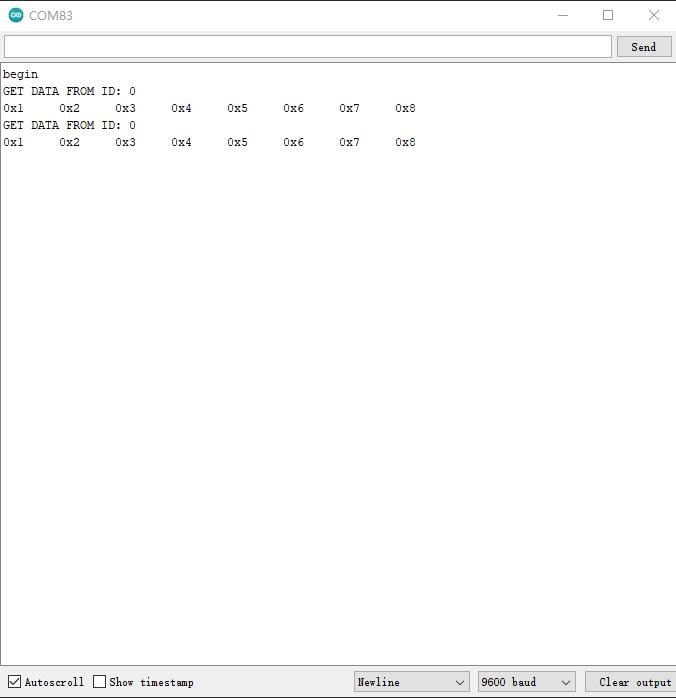 COM83
Send
begin
GET DATA FROM ID: 0
0x1 0x2 0x3 0x4 0x5 0x6 0x7 0x8
GET DATA FROM ID: 0
0x1 0x2 0x3 0x4 0x5 0x6 0x7 0x8
Autoscroll Show timestamp Newline 9600 baud Clear output